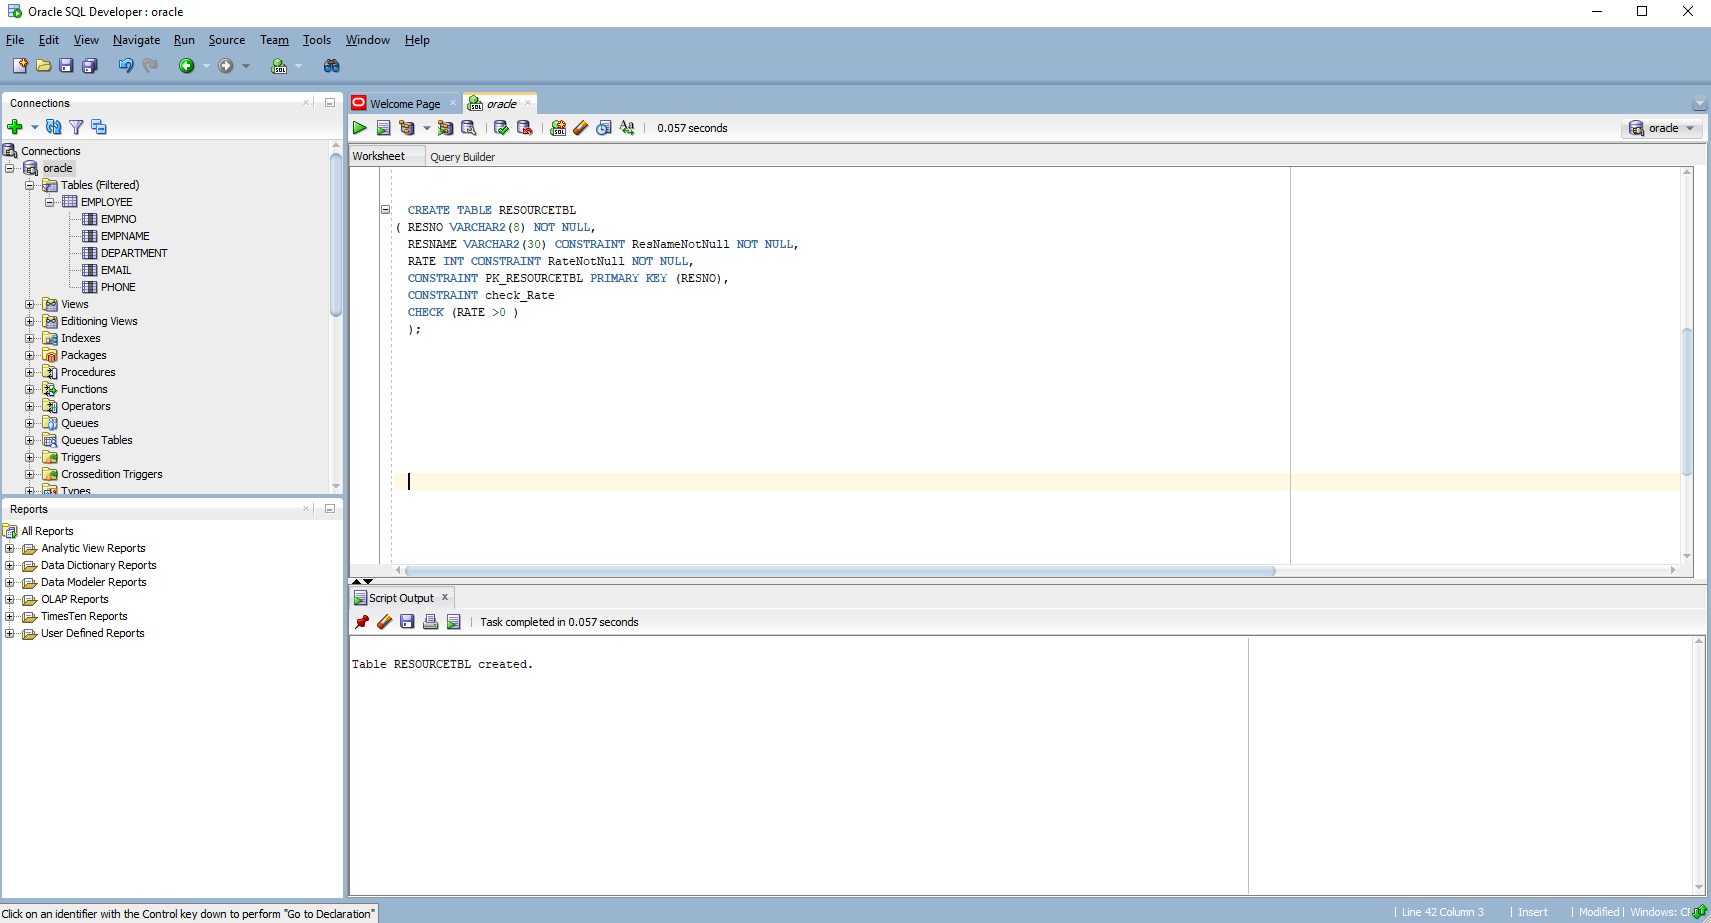 Oracle SQL Developer : oracle
File Edit View Navigate Run Source Team Tools Window Help
Connections
Connections
oracle
Tables (Filtered)
EMPLOYEE
EMPNO
EMPNAME
DEPARTMENT
EMAIL
PHONE
Views
Editioning Views
Indexes
Packages
Procedures
Functions
Operators
Queues
Queues Tables
Triggers
Crossedition Triggers
Types
Reports
All Reports
Analytic View Reports
Data Dictionary Reports
Data Modeler Reports
OLAP Reports
TimesTen Reports
User Defined Reports
Welcome Page oracle
0.057 seconds oracle
Worksheet Query Builder
CREATE TABLE RESOURCETBL
( RESNO VARCHAR2(8) NOT NULL,
RESNAME VARCHAR2(30) CONSTRAINT ResNameNotNull NOT NULL,
RATE INT CONSTRAINT RateNotNull NOT NULL,
CONSTRAINT PK_RESOURCETBL PRIMARY KEY (RESNO),
CONSTRAINT check_Rate
CHECK (RATE >0 )
);
Script Output
Task completed in 0.057 seconds
Table RESOURCETBL created.
Click on an identifier with the Control key down to perform "Go to Declaration"
Line 42 Column 3 Insert Modified Windows: